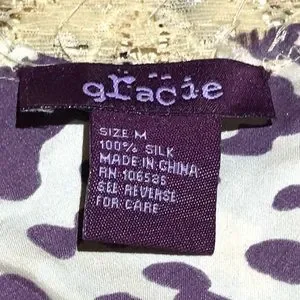 gracie
SIZE M
100% SILK
MADE IN CHINA
RN 106585
SEE REVERSE
FOR CARE